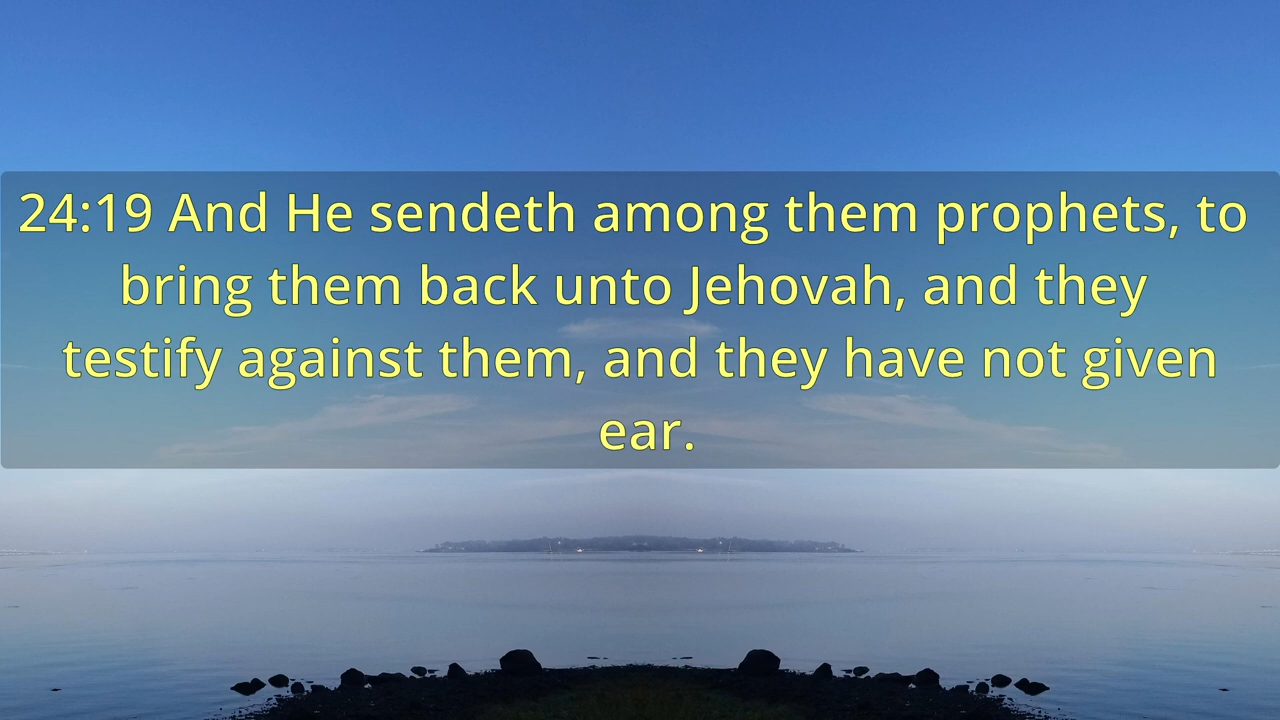 24:19 And He sendeth among them prophets, to
bring them back unto Jehovah, and they
testify against them, and they have not given
ear.